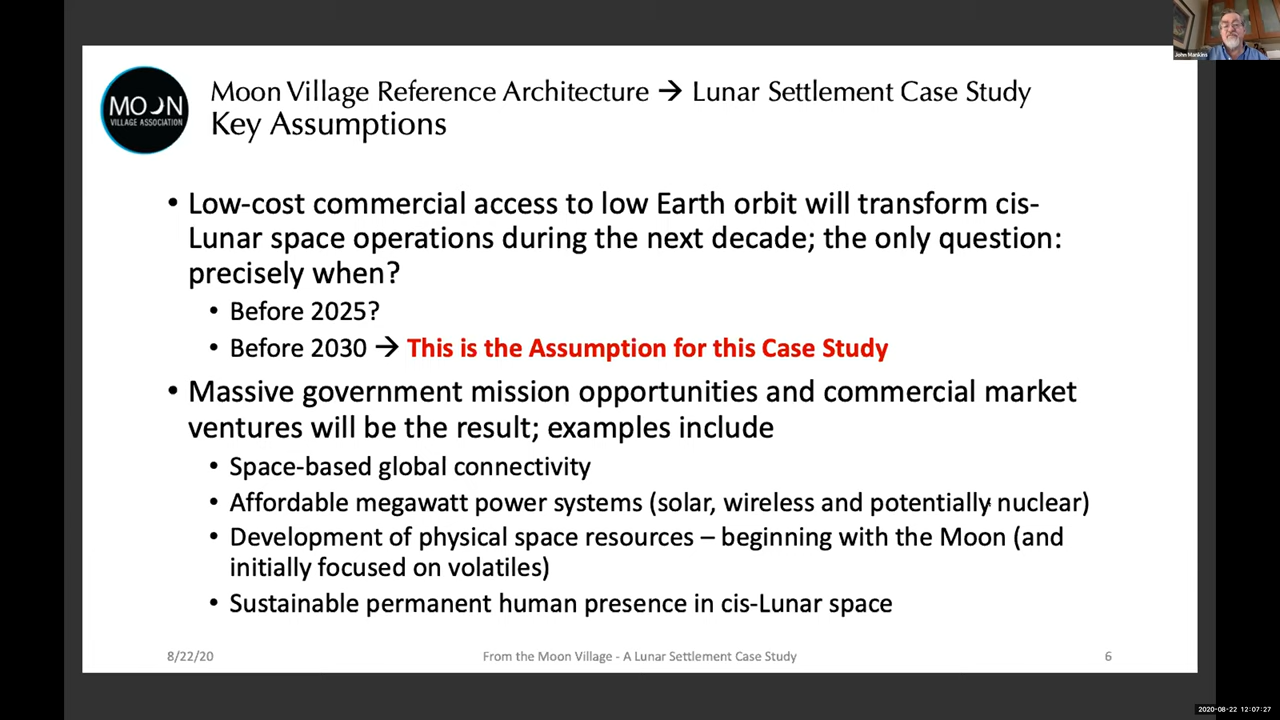 John Mankins
MOON
VILLAGE ASSOCIATION
Moon Village Reference Architecture → Lunar Settlement Case Study
Key Assumptions
• Low-cost commercial access to low Earth orbit will transform cis-
Lunar space operations during the next decade; the only question:
precisely when?
• Before 2025?
• Before 2030 → This is the Assumption for this Case Study
• Massive government mission opportunities and commercial market
ventures will be the result; examples include
• Space-based global connectivity
• Affordable megawatt power systems (solar, wireless and potentially nuclear)
• Development of physical space resources – beginning with the Moon (and
initially focused on volatiles)
• Sustainable permanent human presence in cis-Lunar space
8/22/20
From the Moon Village - A Lunar Settlement Case Study
6
2020-08-22 12:07:27